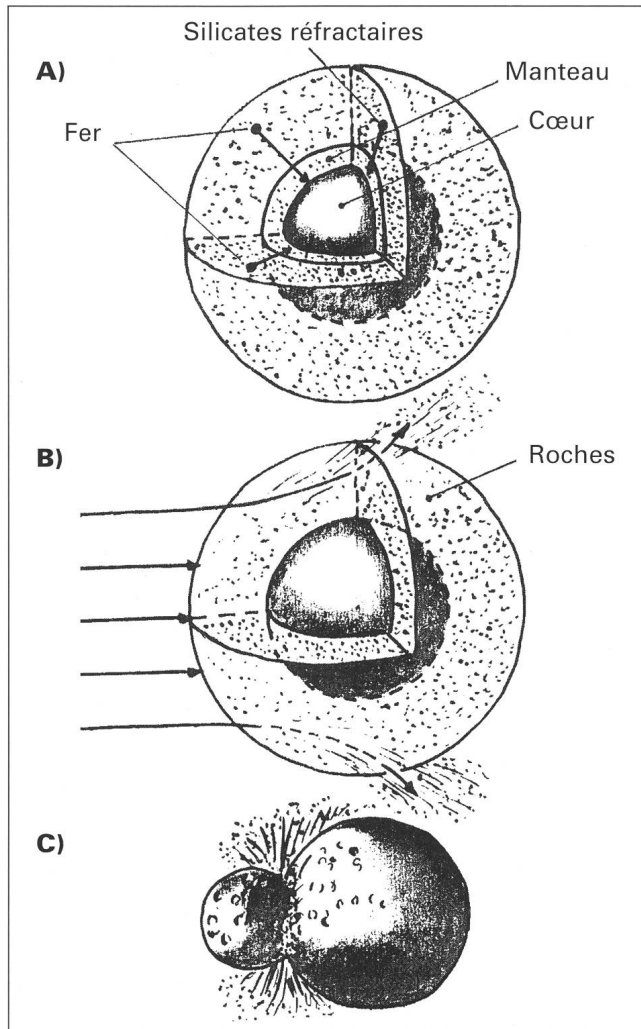 Silicates réfractaires
A)
Manteau
Fer
Cœur
B)
Roches
C)